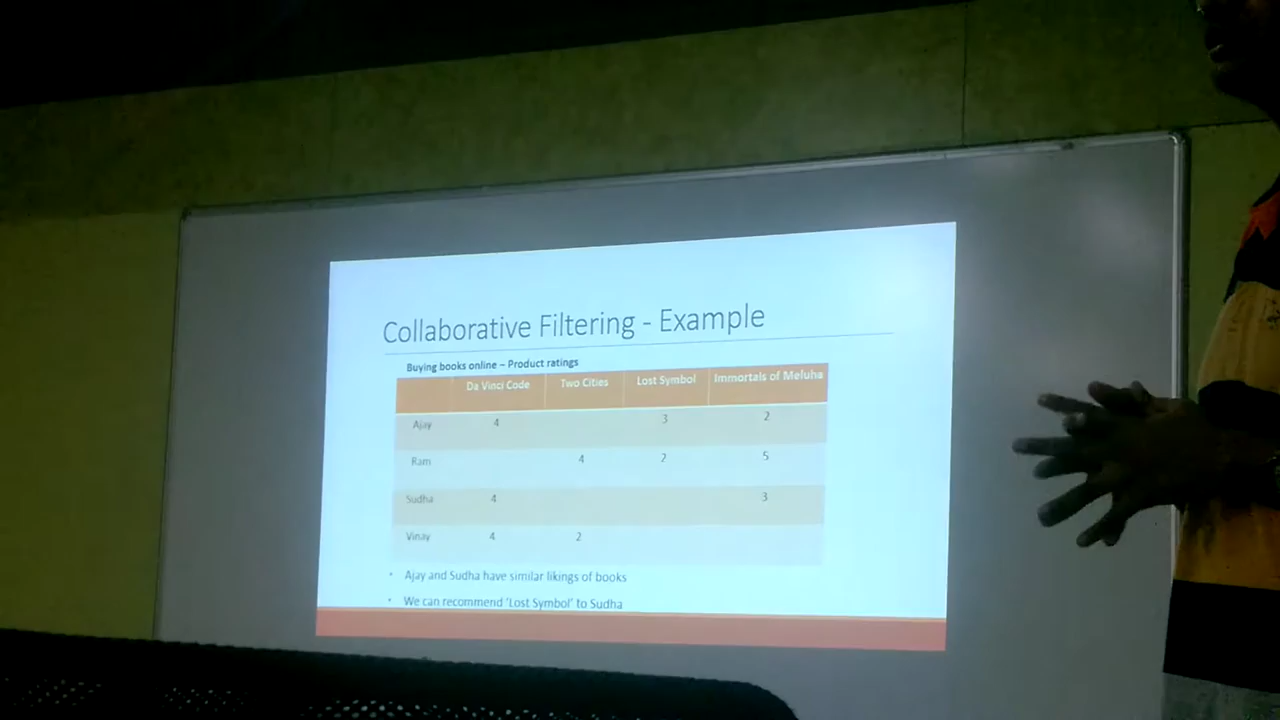 Collaborative Filtering - Example
Buying books online – Product ratings
Da Vinci Code Two Cities Lost Symbol Immortals of Meluha
Ajay 4 3 2
Ram 4 2 5
Sudha 4 3
Vinay 4 2
• Ajay and Sudha have similar likings of books
• We can recommend 'Lost Symbol' to Sudha